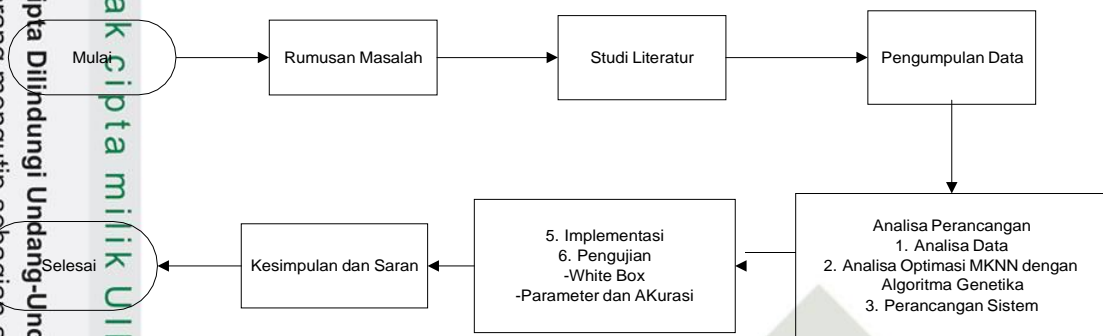 Mulai
Rumusan Masalah
Studi Literatur
Pengumpulan Data
Analisa Perancangan
1. Analisa Data
2. Analisa Optimasi MKNN dengan
Algoritma Genetika
3. Perancangan Sistem
5. Implementasi
6. Pengujian
-White Box
-Parameter dan AKurasi
Kesimpulan dan Saran
Selesai
ak cipta milik UI
ipta Dilindungi Undang-Und